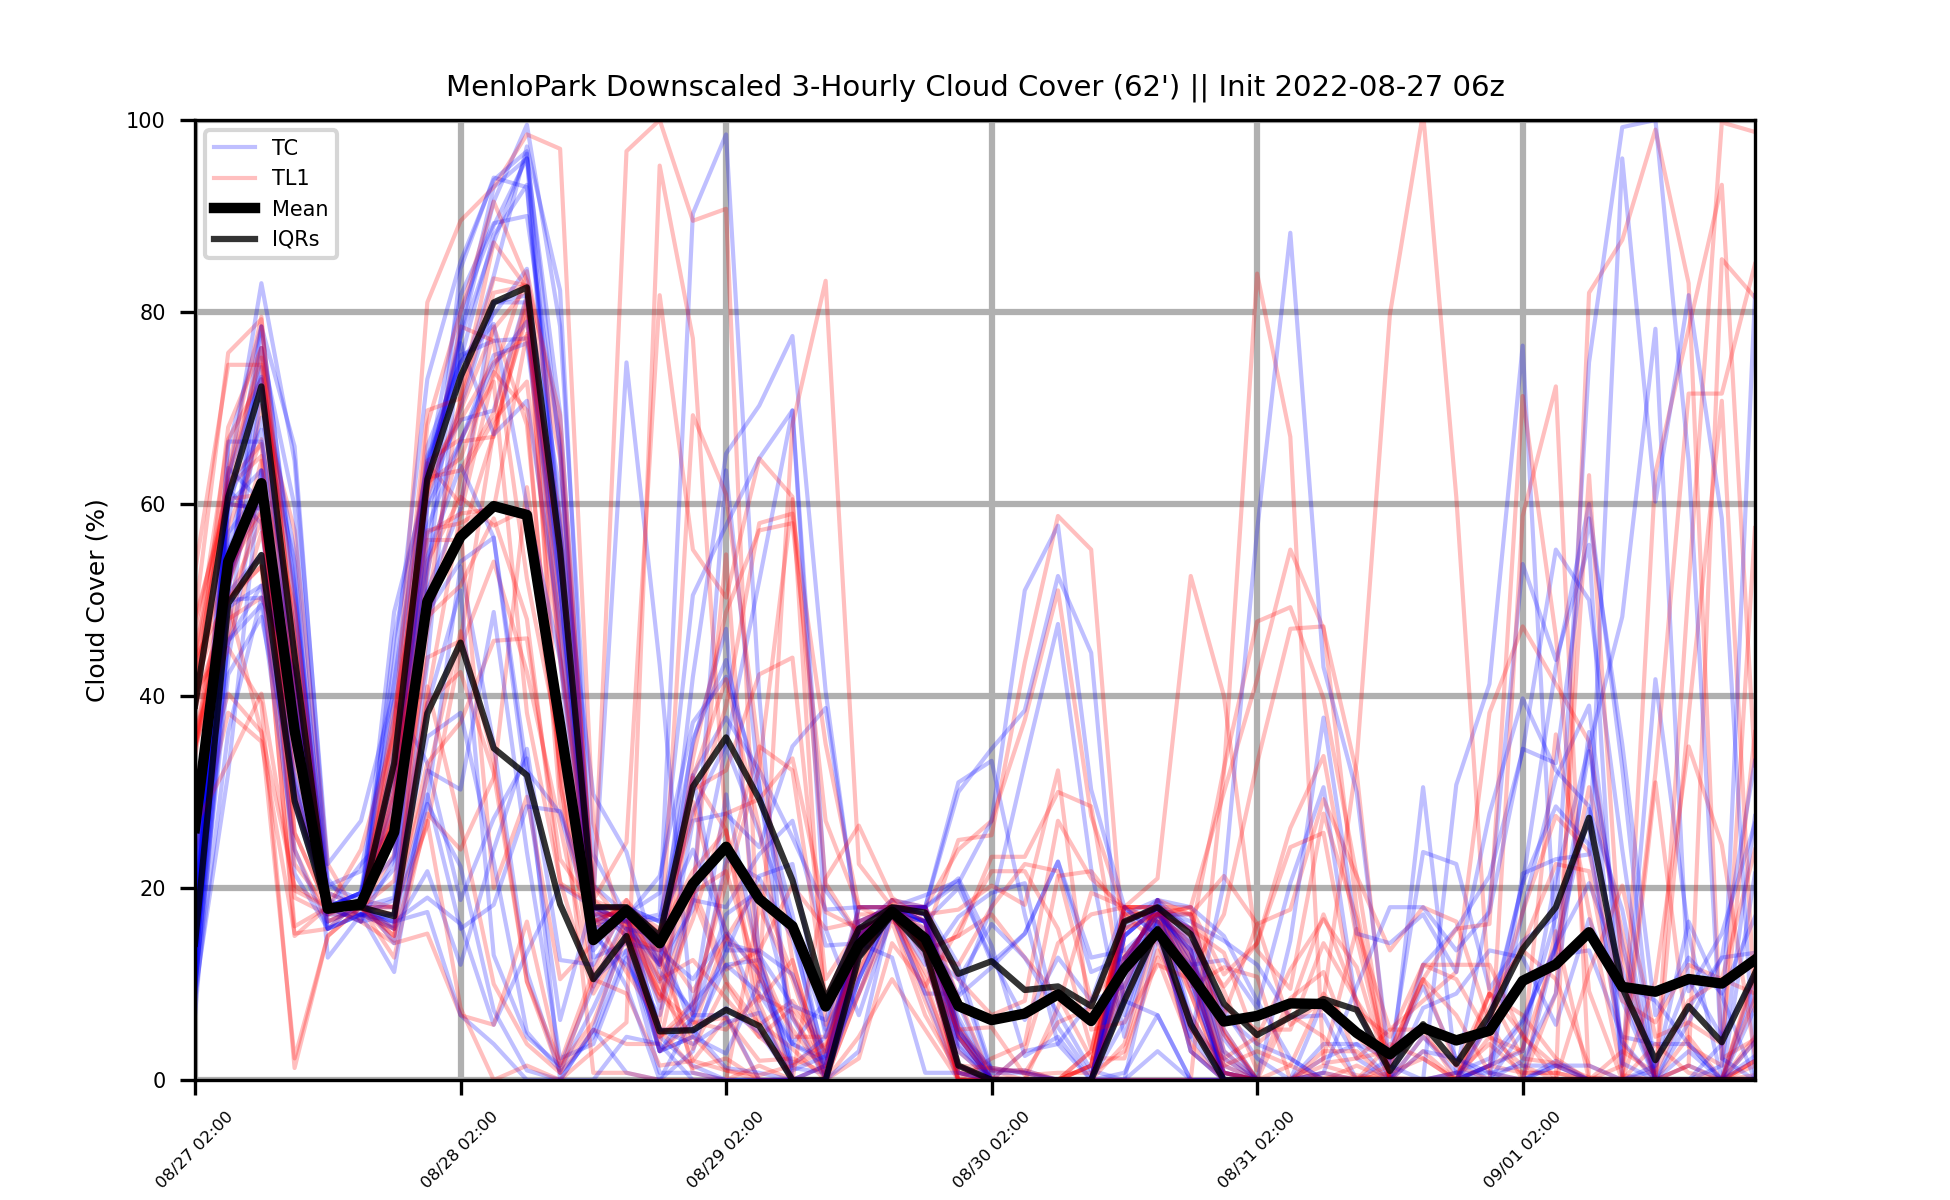 MenloPark Downscaled 3-Hourly Cloud Cover (62') || Init 2022-08-27 06z
100
80
60
40
20
0
Cloud Cover (%)
TC
TL1
Mean
IQRs
08/27 02:00
08/28 02:00
08/29 02:00
08/30 02:00
08/31 02:00
09/01 02:00